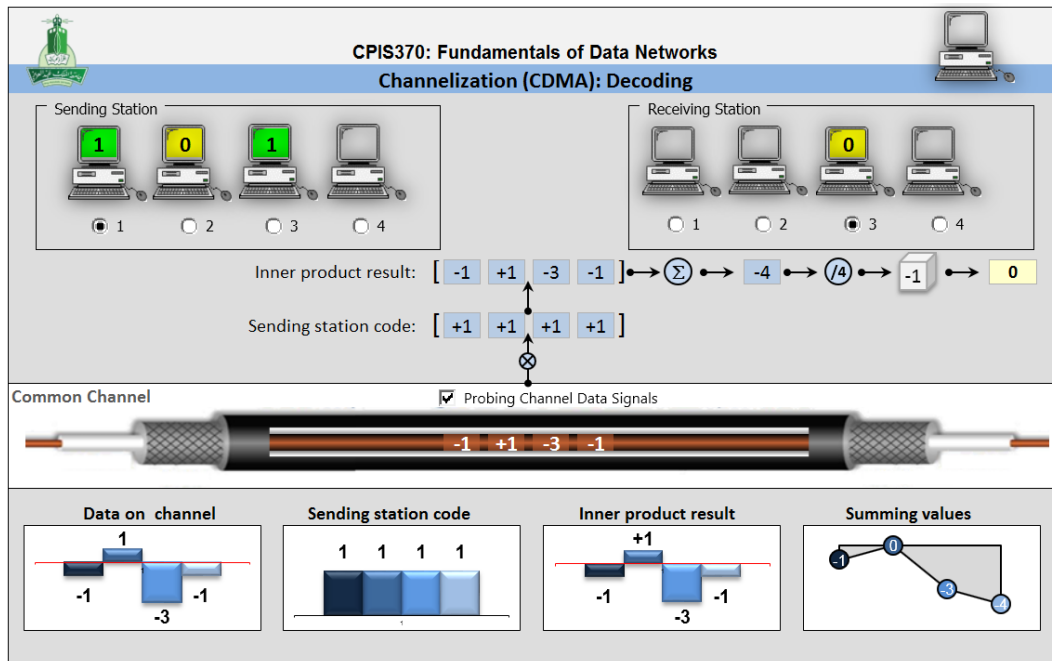 CPIS370: Fundamentals of Data Networks
Channelization (CDMA): Decoding
Sending Station
Receiving Station
1 0 1
0
1 2 3 4
1 2 3 4
Inner product result: [ -1 +1 -3 -1 ] Σ -4 /4 -1 0
Sending station code: [ +1 +1 +1 +1 ]
Common Channel
Probing Channel Data Signals
-1 +1 -3 -1
Data on channel
1
-1
-1
-3
Sending station code
1 1 1 1
1
Inner product result
+1
-1
-1
-3
Summing values
-1
0
-3
-4